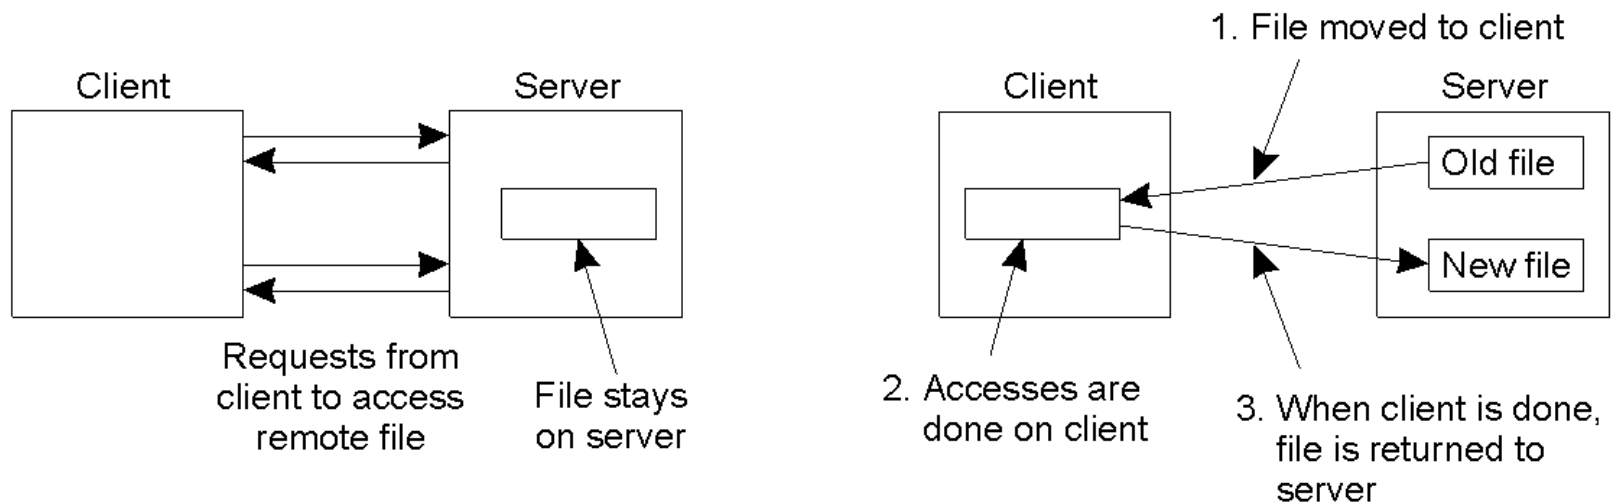 Client
Server
Requests from
client to access
remote file
File stays
on server
1. File moved to client
Client
Server
Old file
New file
2. Accesses are
done on client
3. When client is done,
file is returned to
server